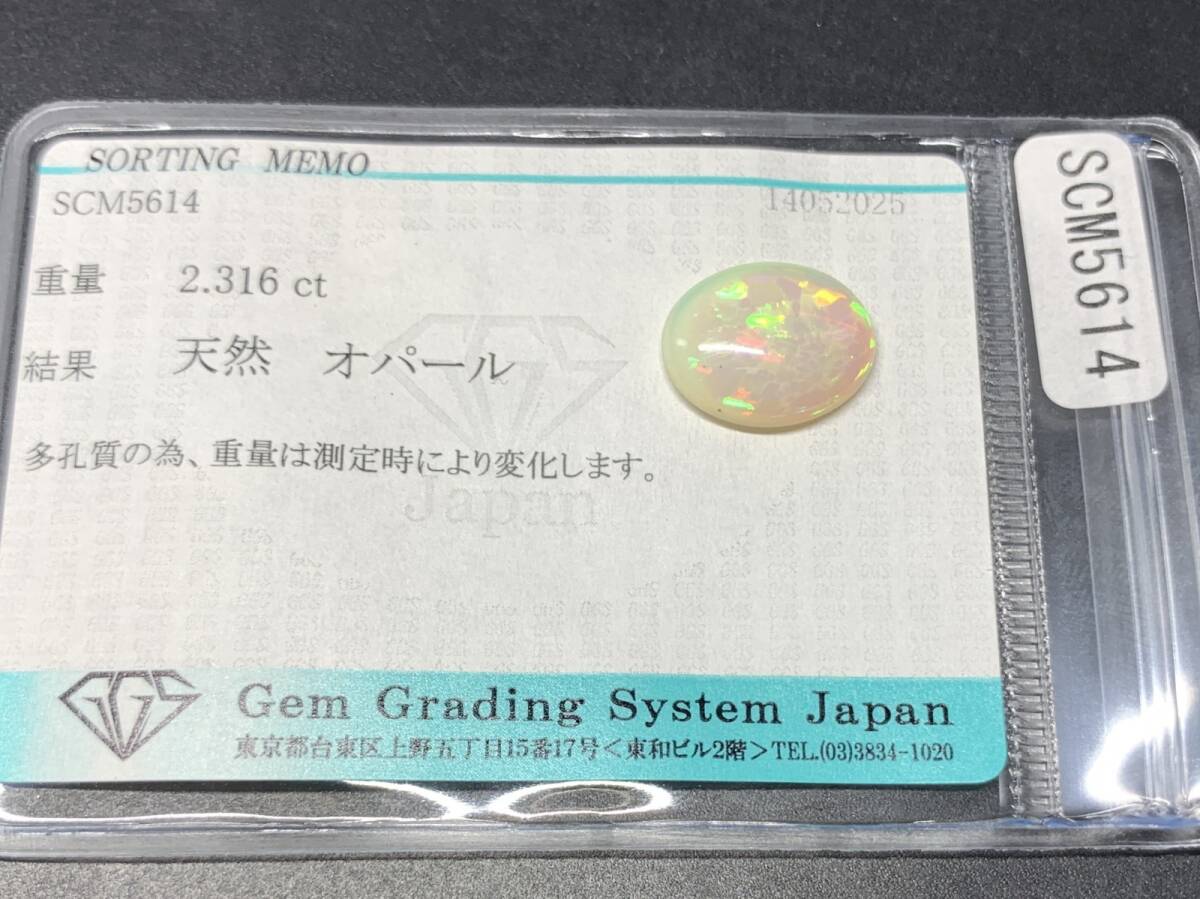 SORTING MEMO
SCM5614 14052025
重量 2.316 ct
結果 天然 オパール
多孔質の為、重量は測定時により変化します。
GGS
Japan
GGS
Gem Grading System Japan
東京都台東区上野五丁目15番17号<東和ビル2階>TEL.(03)3834-1020
SCM5614